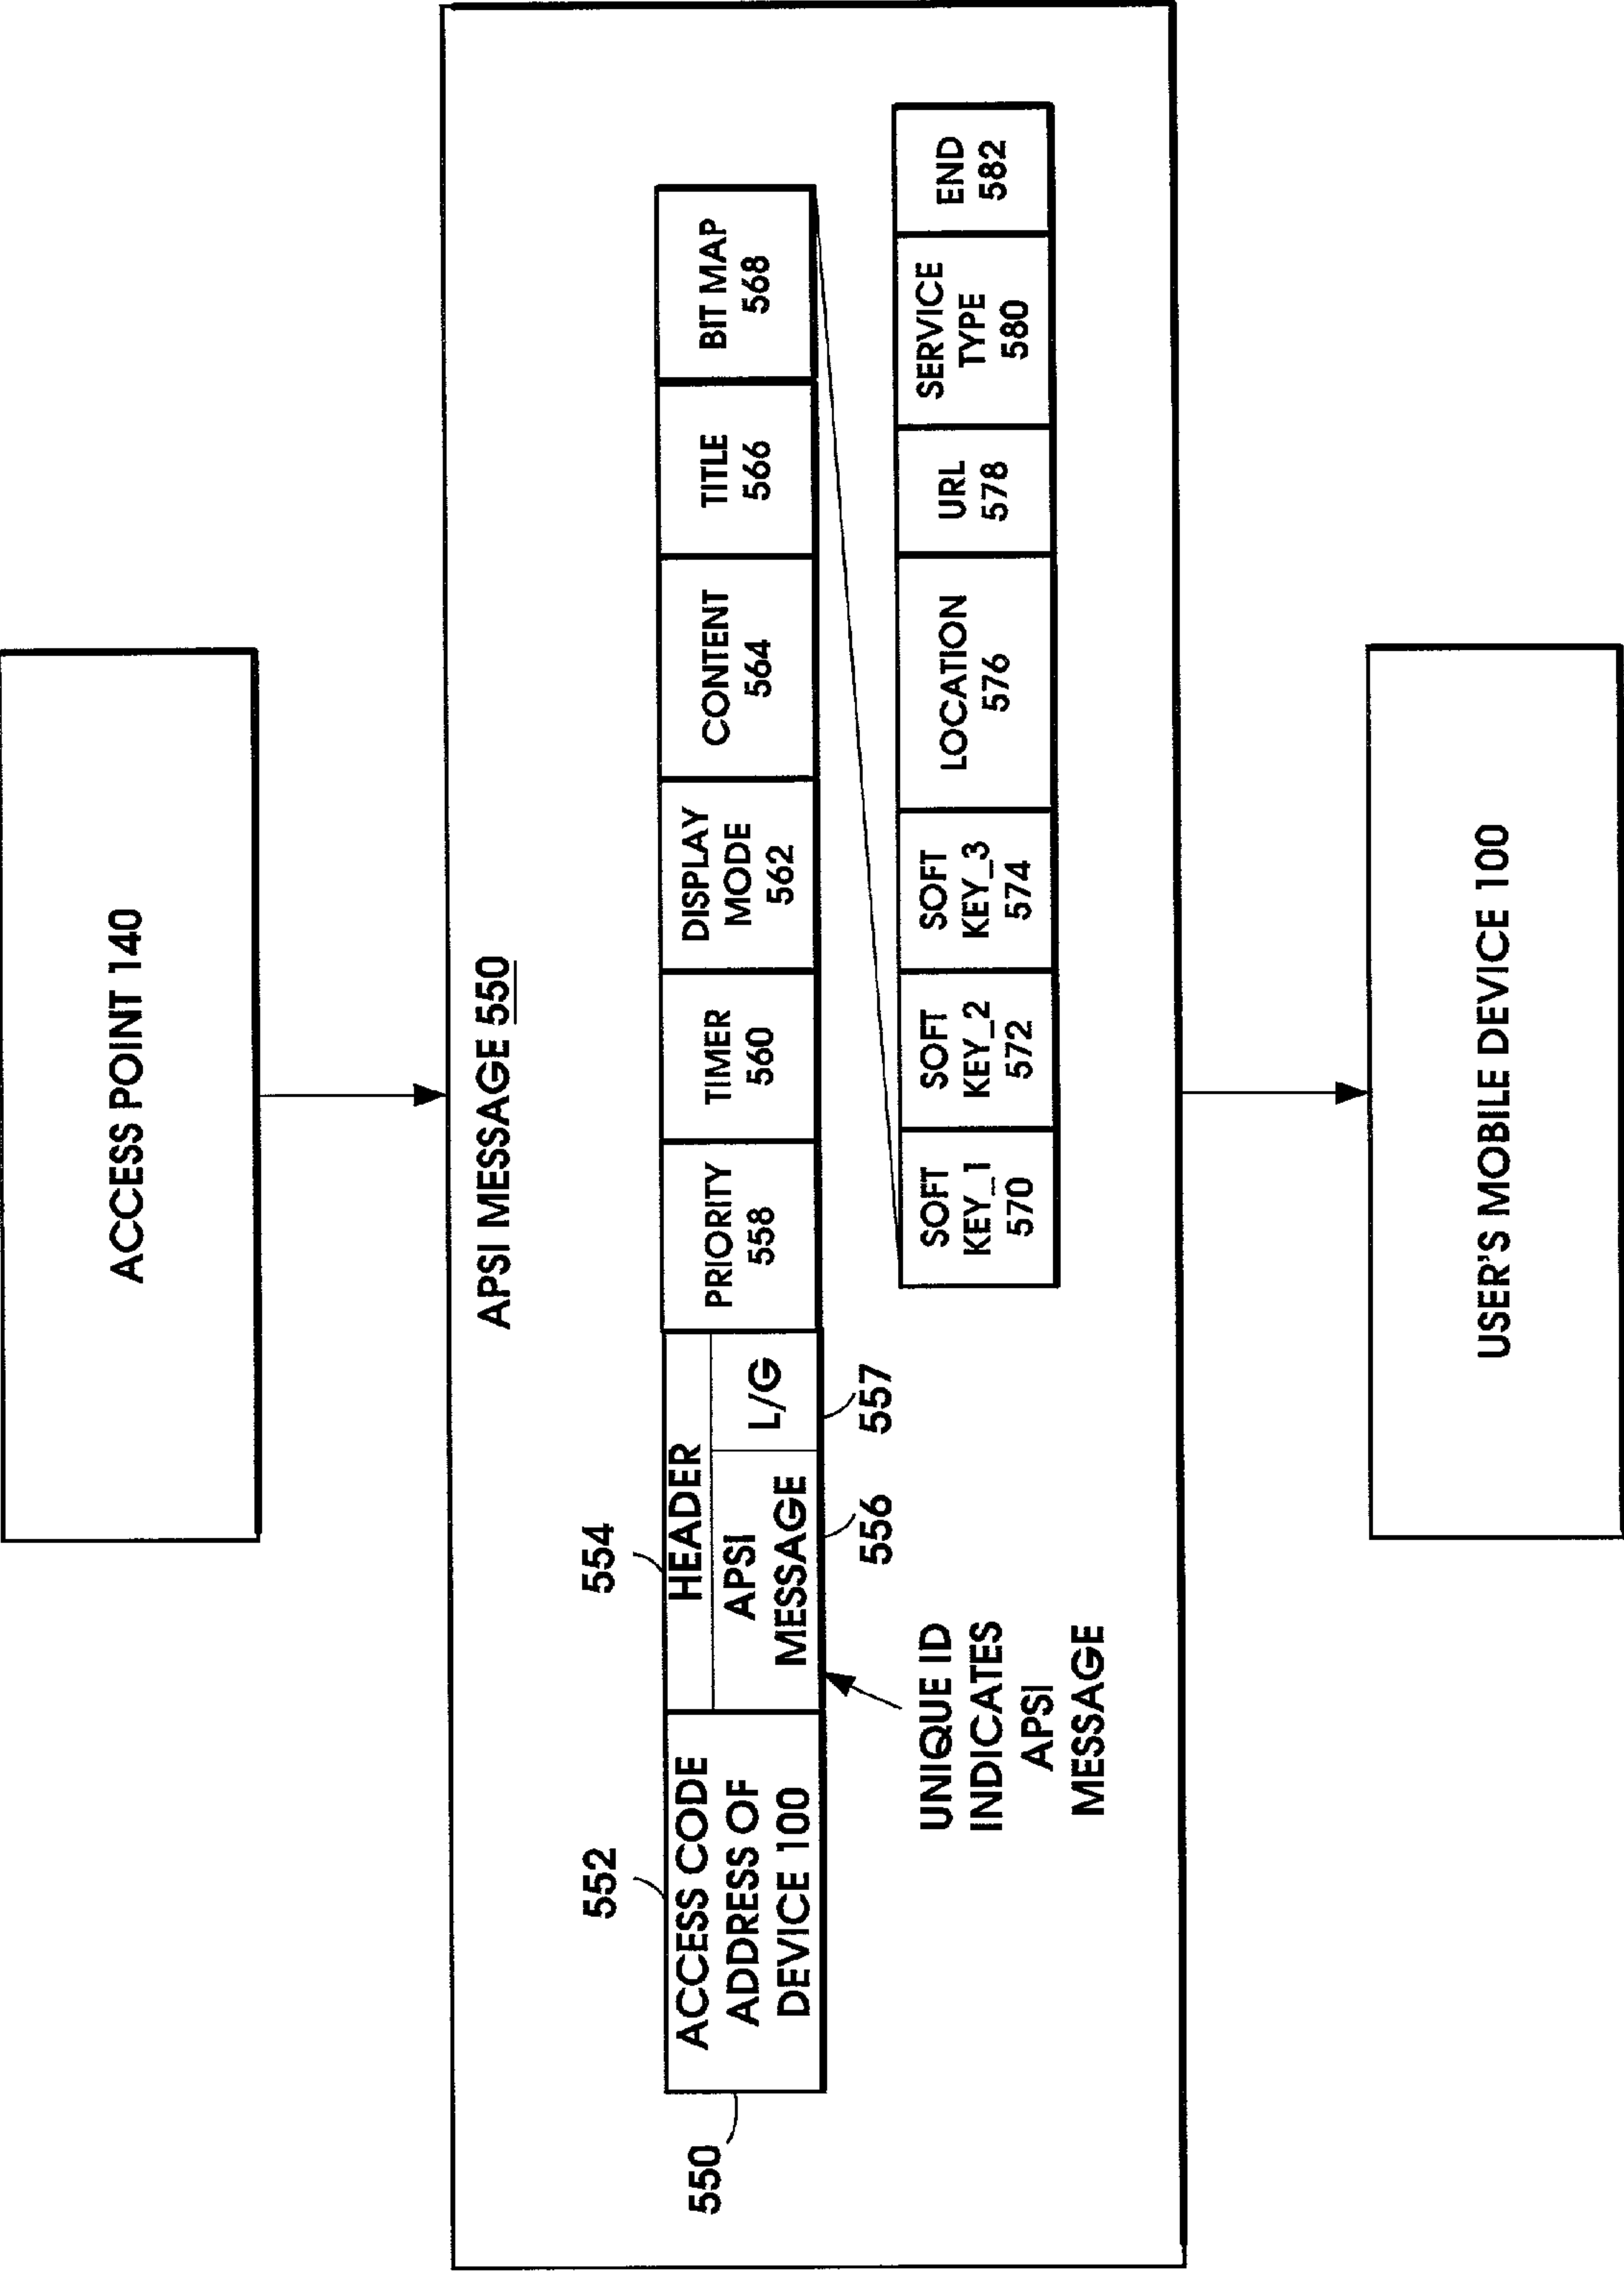 ACCESS POINT 140
APSI MESSAGE 550
552
554
550
ACCESS CODE
ADDRESS OF
DEVICE 100
HEADER
APSI
MESSAGE
L/G
PRIORITY
558
TIMER
560
DISPLAY
MODE
562
CONTENT
564
TITLE
566
BIT MAP
568
556
557
UNIQUE ID
INDICATES
APSI
MESSAGE
SOFT
KEY_1
570
SOFT
KEY_2
572
SOFT
KEY_3
574
LOCATION
576
URL
578
SERVICE
TYPE
580
END
582
USER'S MOBILE DEVICE 100